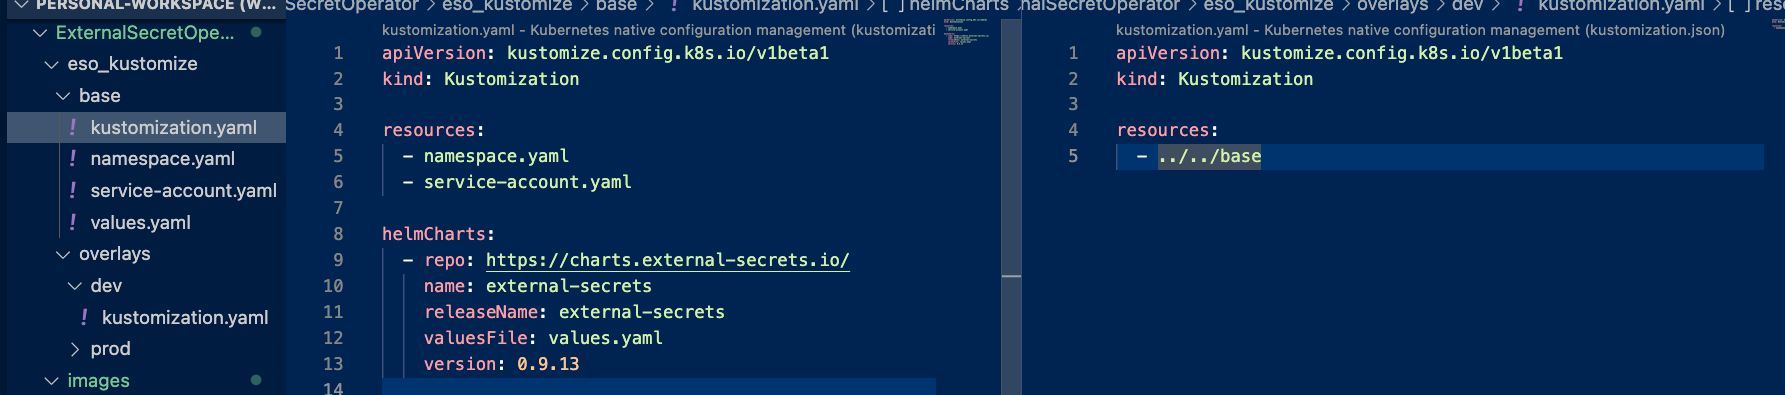 PERSONAL-WORKSPACE (W...
ExternalSecretOpe...
eso_kustomize
base
kustomization.yaml
namespace.yaml
service-account.yaml
values.yaml
overlays
dev
kustomization.yaml
prod
images
SecretOperator > eso_kustomize > base > ! kustomization.yaml > [ ] helmCharts
kustomization.yaml - Kubernetes native configuration management (kustomizati
1 apiVersion: kustomize.config.k8s.io/v1beta1
2 kind: Kustomization
3
4 resources:
5 - namespace.yaml
6 - service-account.yaml
7
8 helmCharts:
9 - repo: https://charts.external-secrets.io/
10 name: external-secrets
11 releaseName: external-secrets
12 valuesFile: values.yaml
13 version: 0.9.13
14
nalSecretOperator > eso_kustomize > overlays > dev > ! kustomization.yaml > [ ] reso
kustomization.yaml - Kubernetes native configuration management (kustomization.json)
1 apiVersion: kustomize.config.k8s.io/v1beta1
2 kind: Kustomization
3
4 resources:
5 - ../../base